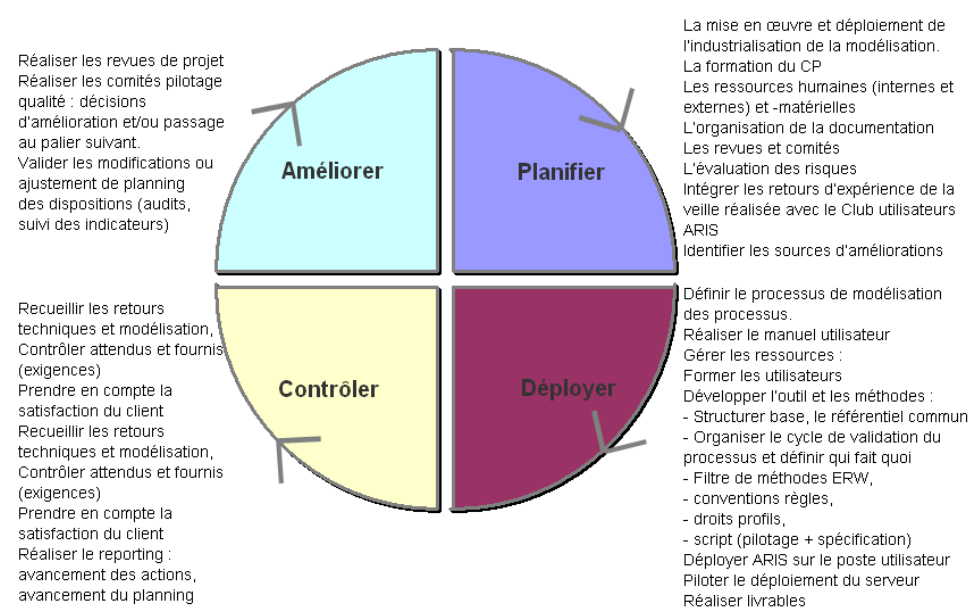 Réaliser les revues de projet
Réaliser les comités pilotage
qualité : décisions
d'amélioration et/ou passage
au palier suivant.
Valider les modifications ou
ajustement de planning
des dispositions (audits,
suivi des indicateurs)
Améliorer
Planifier
La mise en œuvre et déploiement de
l'industrialisation de la modélisation.
La formation du CP
Les ressources humaines (internes et
externes) et -matérielles
L'organisation de la documentation
Les revues et comités
L'évaluation des risques
Intégrer les retours d'expérience de la
veille réalisée avec le Club utilisateurs
ARIS
Identifier les sources d'améliorations
Recueillir les retours
techniques et modélisation,
Contrôler attendus et fournis
(exigences)
Prendre en compte la
satisfaction du client
Recueillir les retours
techniques et modélisation,
Contrôler attendus et fournis
(exigences)
Prendre en compte la
satisfaction du client
Réaliser le reporting :
avancement des actions,
avancement du planning
Contrôler
Déployer
Définir le processus de modélisation
des processus.
Réaliser le manuel utilisateur
Gérer les ressources :
Former les utilisateurs
Développer l'outil et les méthodes :
- Structurer base, le référentiel commun
- Organiser le cycle de validation du
processus et définir qui fait quoi
- Filtre de méthodes ERW,
- conventions règles,
- droits profils,
- script (pilotage + spécification)
Déployer ARIS sur le poste utilisateur
Piloter le déploiement du serveur
Réaliser livrables